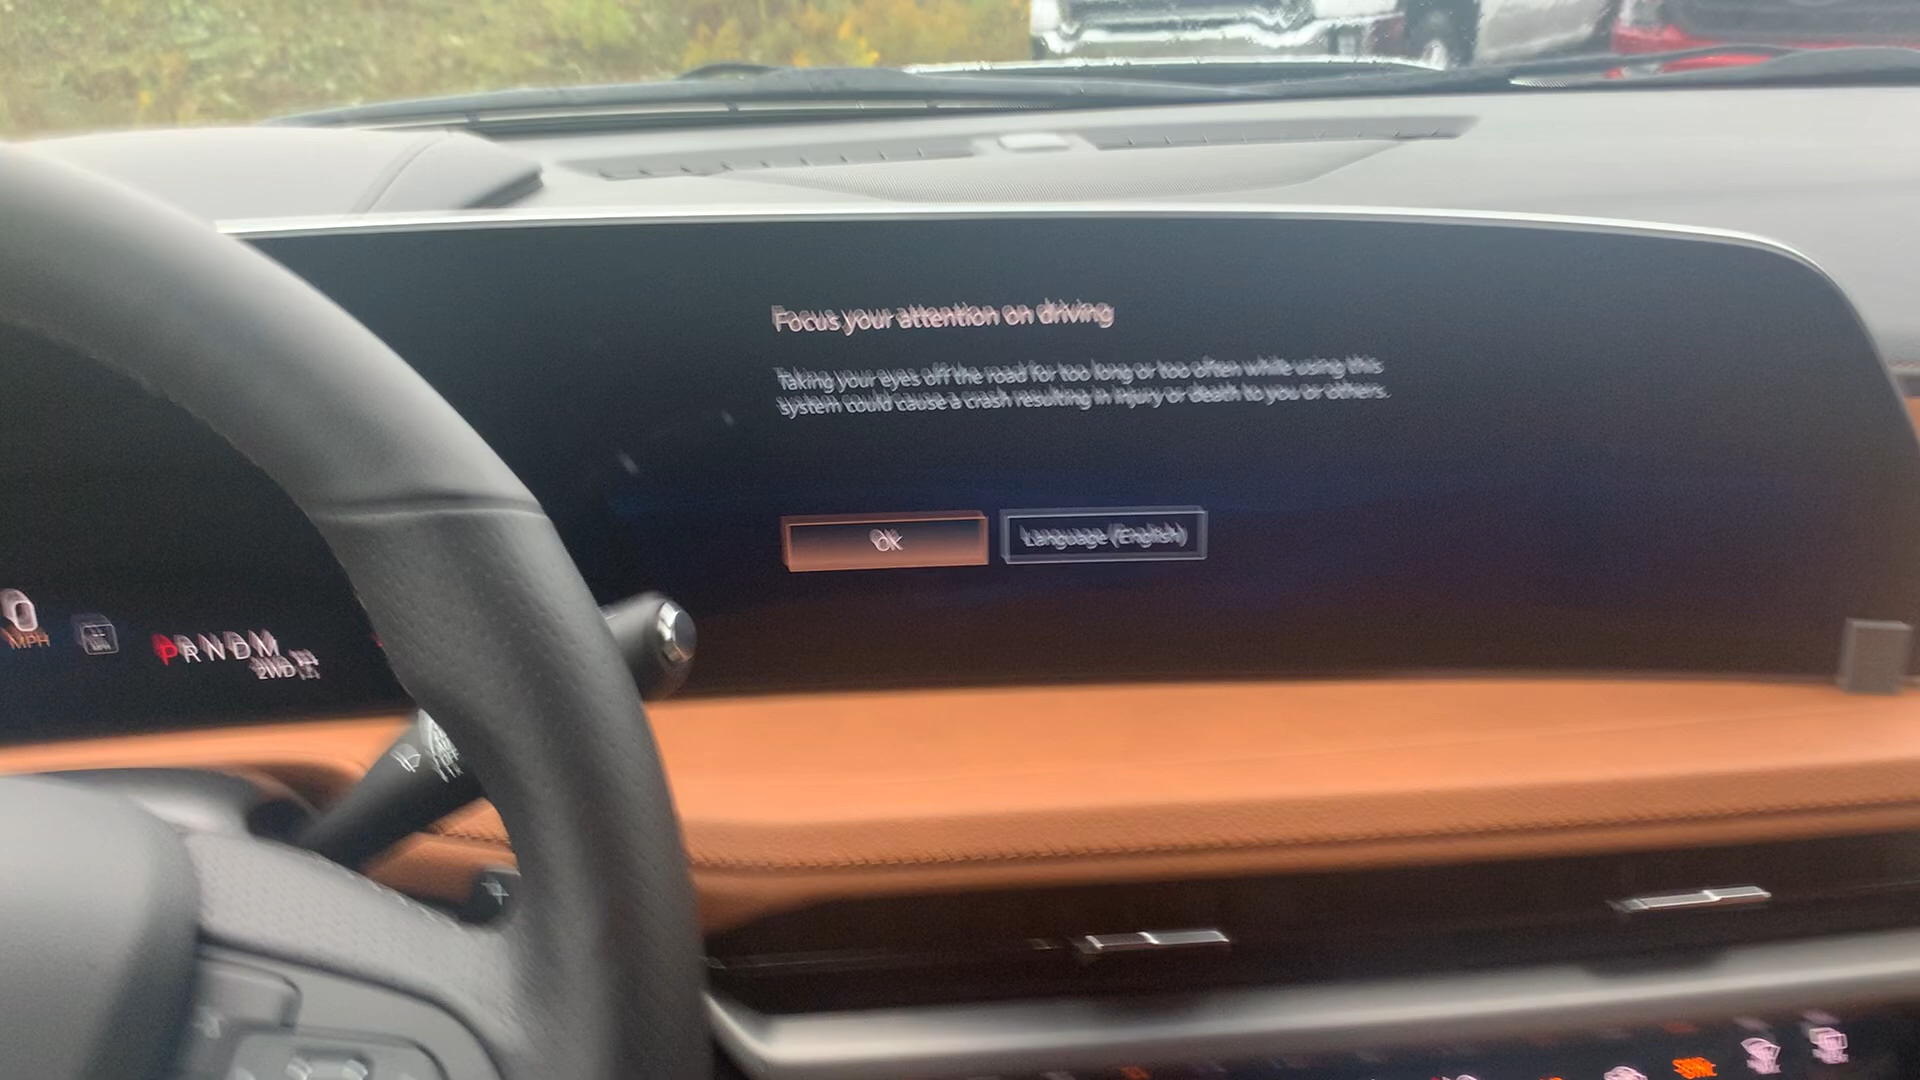 Focus your attention on driving
Taking your eyes off the road for too long or too often while using this
system could cause a crash resulting in injury or death to you or others.
OK
Language (English)
MPH
PRNDM
2WD
SYNC